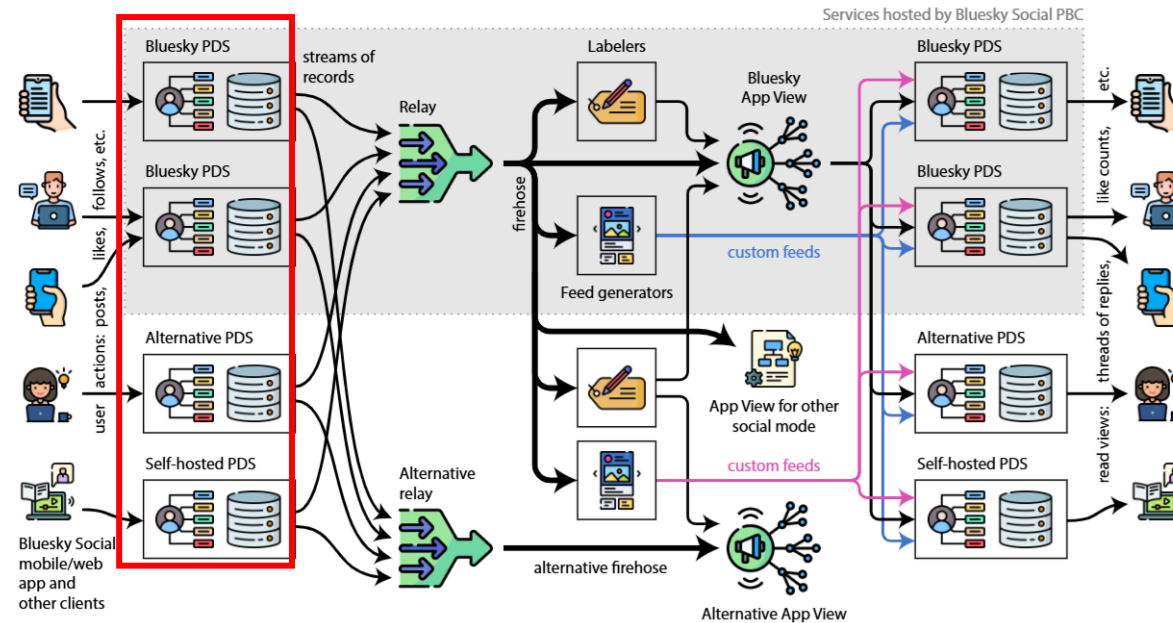 Services hosted by Bluesky Social PBC
Bluesky PDS
streams of
records
Labelers
Bluesky
App View
Bluesky PDS
etc.
Relay
follows, etc.
Bluesky PDS
firehose
Bluesky PDS
like counts,
custom feeds
likes,
Feed generators
user actions: posts,
Alternative PDS
App View for other
social mode
Alternative PDS
threads of replies,
Self-hosted PDS
Alternative
relay
custom feeds
Self-hosted PDS
read views:
Bluesky Social
mobile/web
app and
other clients
alternative firehose
Alternative App View